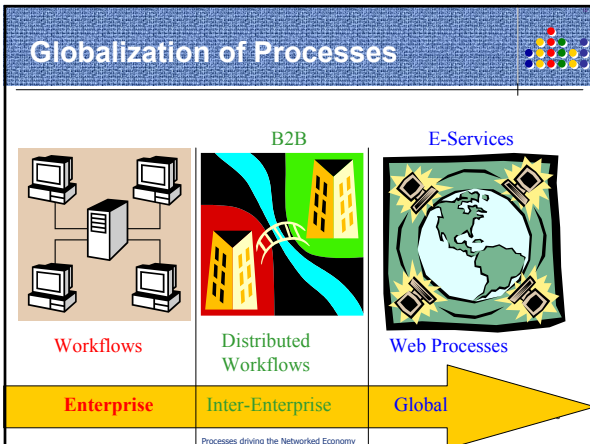 Globalization of Processes
B2B
E-Services
Workflows
Distributed
Workflows
Web Processes
Enterprise
Inter-Enterprise
Global
Processes driving the Networked Economy